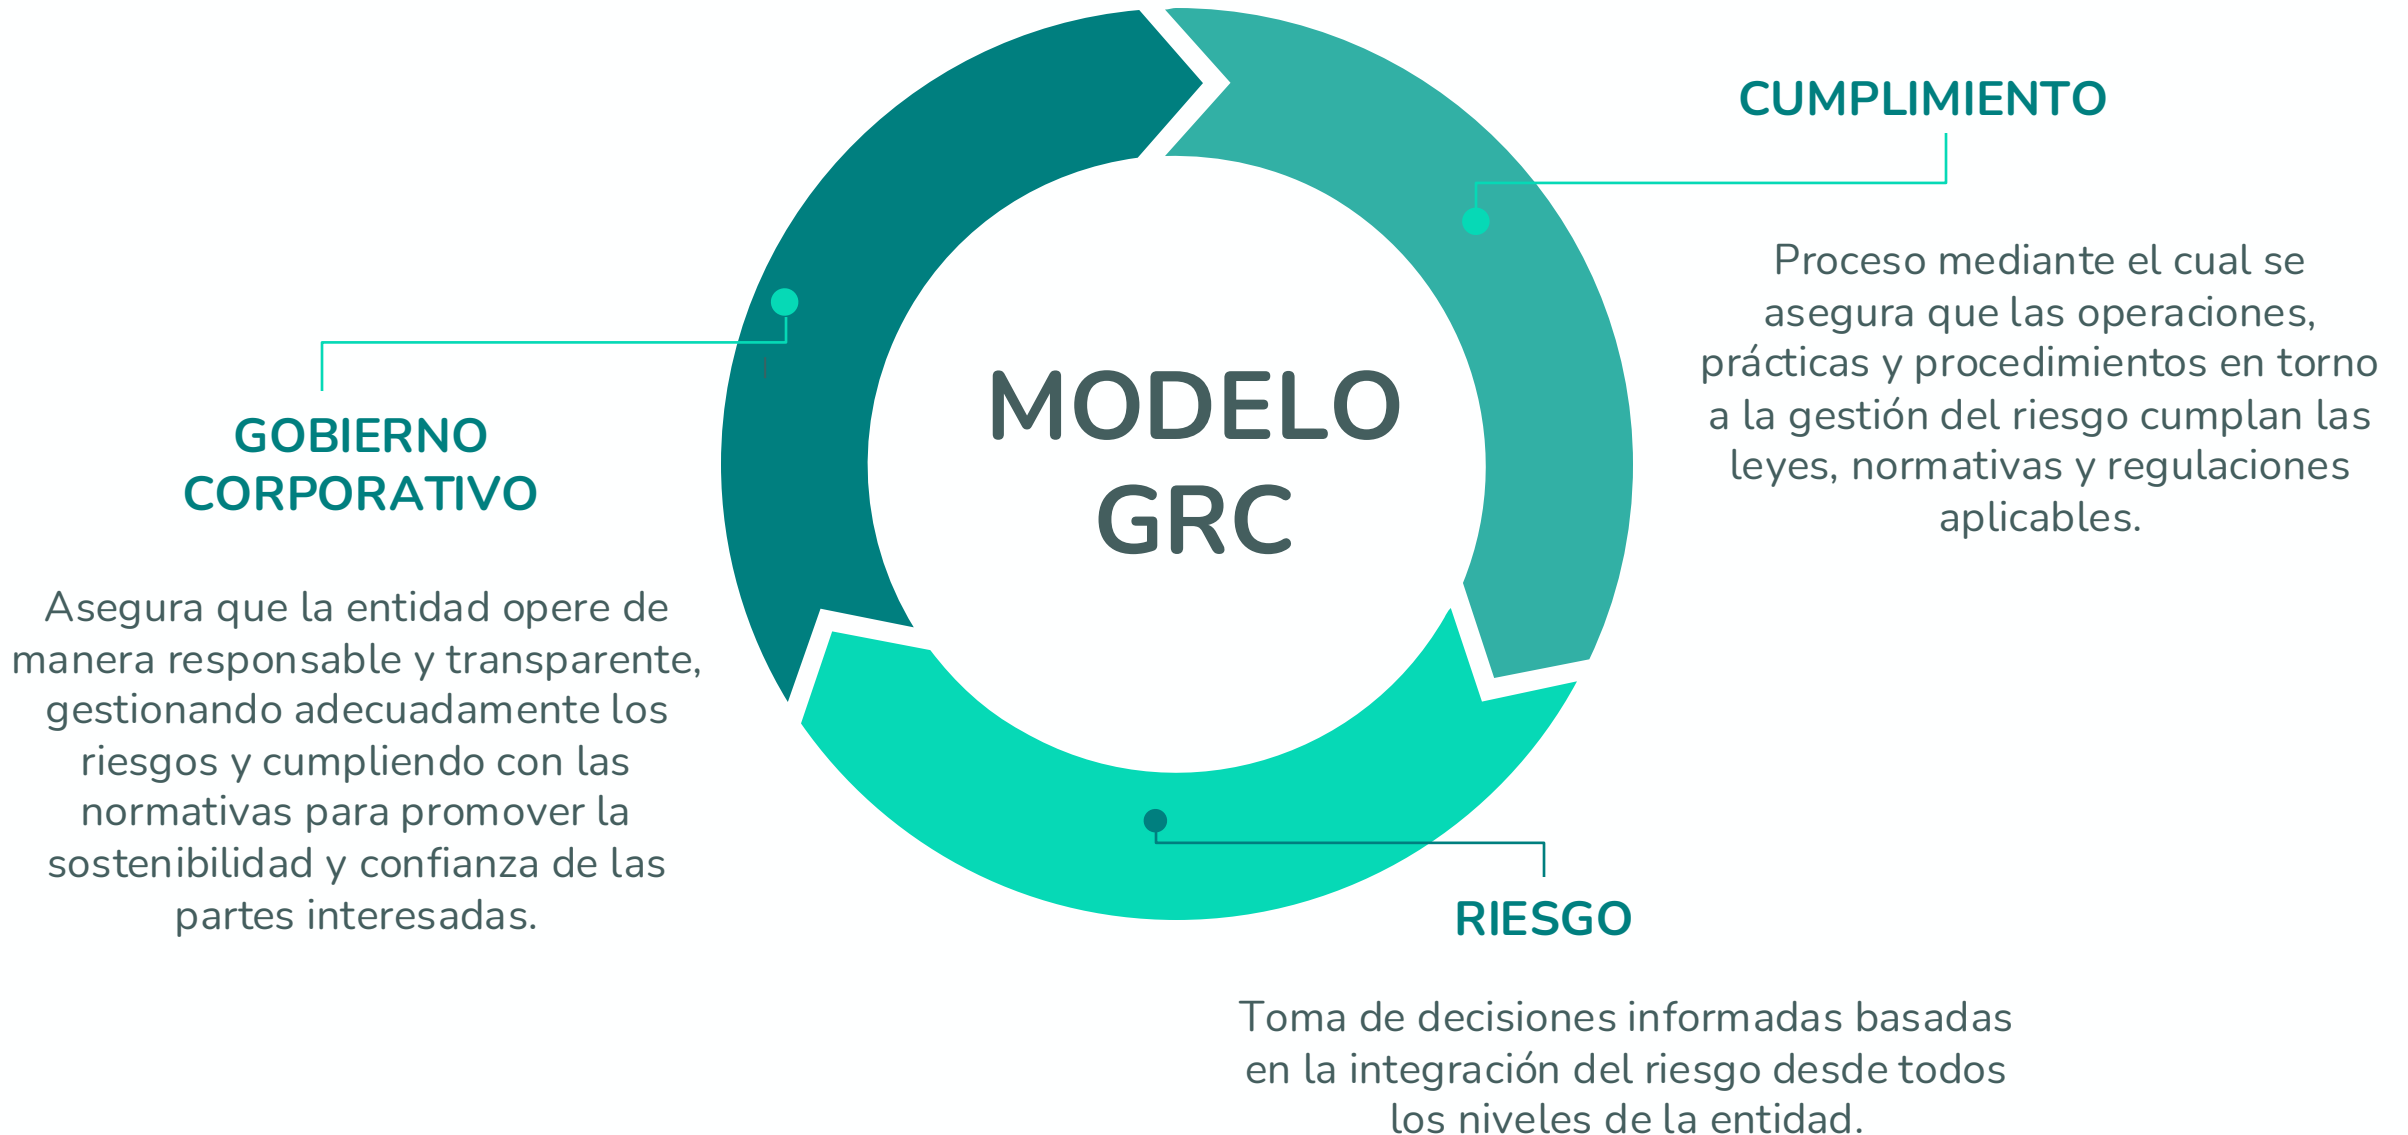 CUMPLIMIENTO
Proceso mediante el cual se
asegura que las operaciones,
prácticas y procedimientos en torno
a la gestión del riesgo cumplan las
leyes, normativas y regulaciones
aplicables.
MODELO
GRC
GOBIERNO
CORPORATIVO
Asegura que la entidad opere de
manera responsable y transparente,
gestionando adecuadamente los
riesgos y cumpliendo con las
normativas para promover la
sostenibilidad y confianza de las
partes interesadas.
RIESGO
Toma de decisiones informadas basadas
en la integración del riesgo desde todos
los niveles de la entidad.